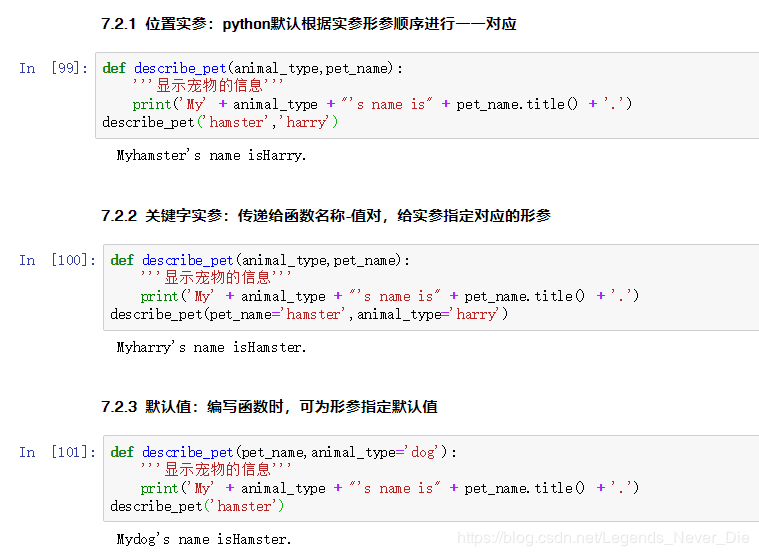 7.2.1 位置实参：python默认根据实参形参顺序进行一一对应
In [99]: def describe_pet(animal_type,pet_name):
'''显示宠物的信息'''
print('My' + animal_type + "'s name is" + pet_name.title() + '.')
describe_pet('hamster','harry')
Myhamster's name isHarry.
7.2.2 关键字实参：传递给函数名称-值对，给实参指定对应的形参
In [100]: def describe_pet(animal_type,pet_name):
'''显示宠物的信息'''
print('My' + animal_type + "'s name is" + pet_name.title() + '.')
describe_pet(pet_name='hamster',animal_type='harry')
Myharry's name isHamster.
7.2.3 默认值：编写函数时，可为形参指定默认值
In [101]: def describe_pet(pet_name,animal_type='dog'):
'''显示宠物的信息'''
print('My' + animal_type + "'s name is" + pet_name.title() + '.')
describe_pet('hamster')
Mydog's name isHamster.
https://blog.csdn.net/Legends_Never_Die